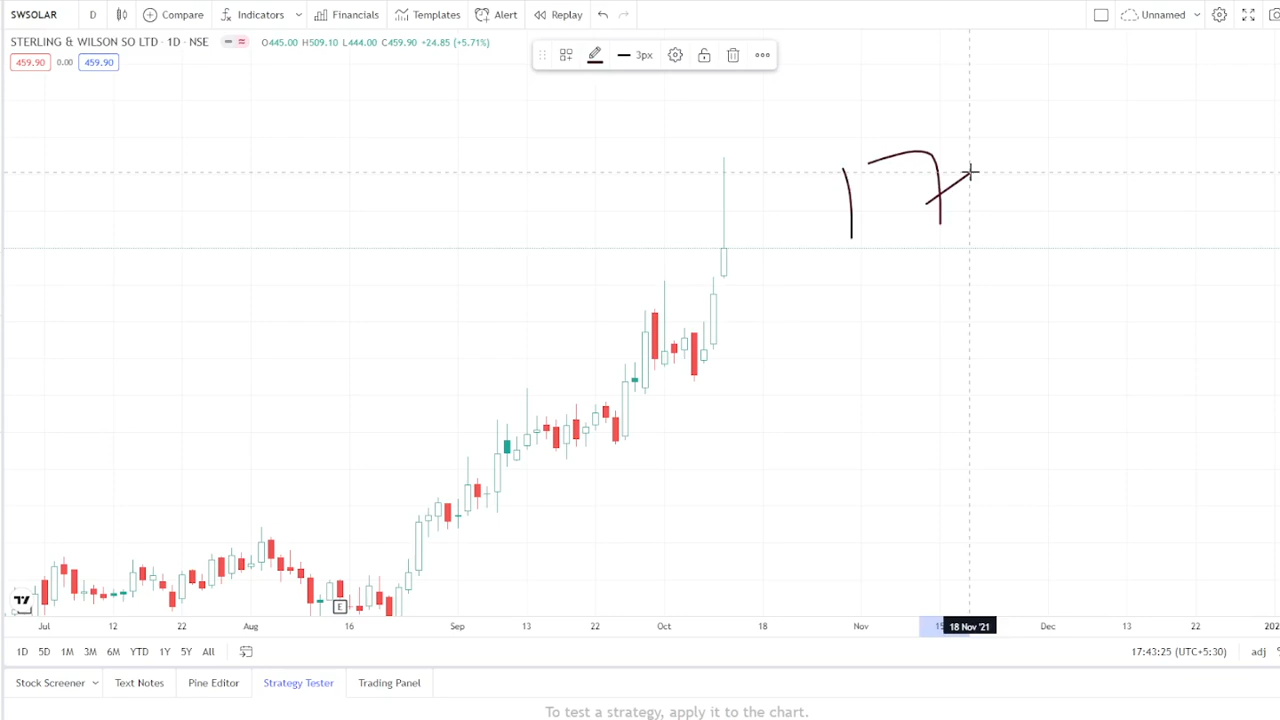 SWSOLAR D Compare Indicators Financials Templates Alert Replay Unnamed
STERLING & WILSON SO LTD · 1D · NSE O445.00 H509.10 L444.00 C459.90 +24.85 (+5.71%)
459.90 0.00 459.90
3px
17
E
Jul 12 22 Aug 16 Sep 13 22 Oct 18 Nov 15 18 Nov '21 Dec 13 22
1D 5D 1M 3M 6M YTD 1Y 5Y All 17:43:25 (UTC+5:30) adj
Stock Screener Text Notes Pine Editor Strategy Tester Trading Panel
To test a strategy, apply it to the chart.